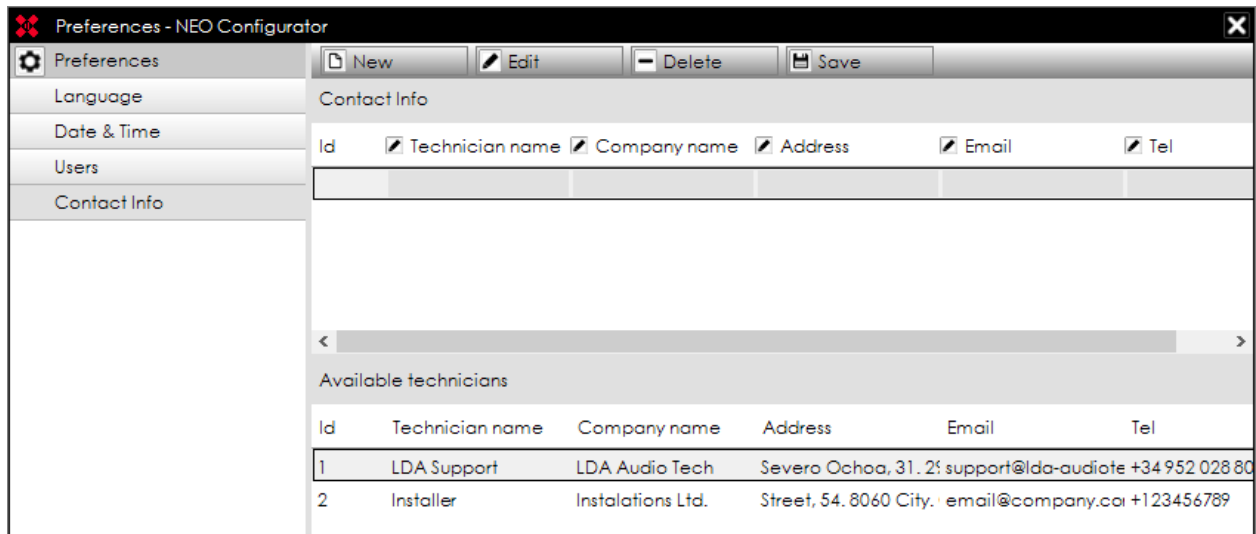 Preferences - NEO Configurator
Preferences
New Edit Delete Save
Language
Contact Info
Date & Time
Id Technician name Company name Address Email Tel
Users
Contact Info
Available technicians
Id Technician name Company name Address Email Tel
1 LDA Support LDA Audio Tech Severo Ochoa, 31. support@lda-audiote +34 952 028 80
2 Installer Instalations Ltd. Street, 54. 8060 City. +123456789